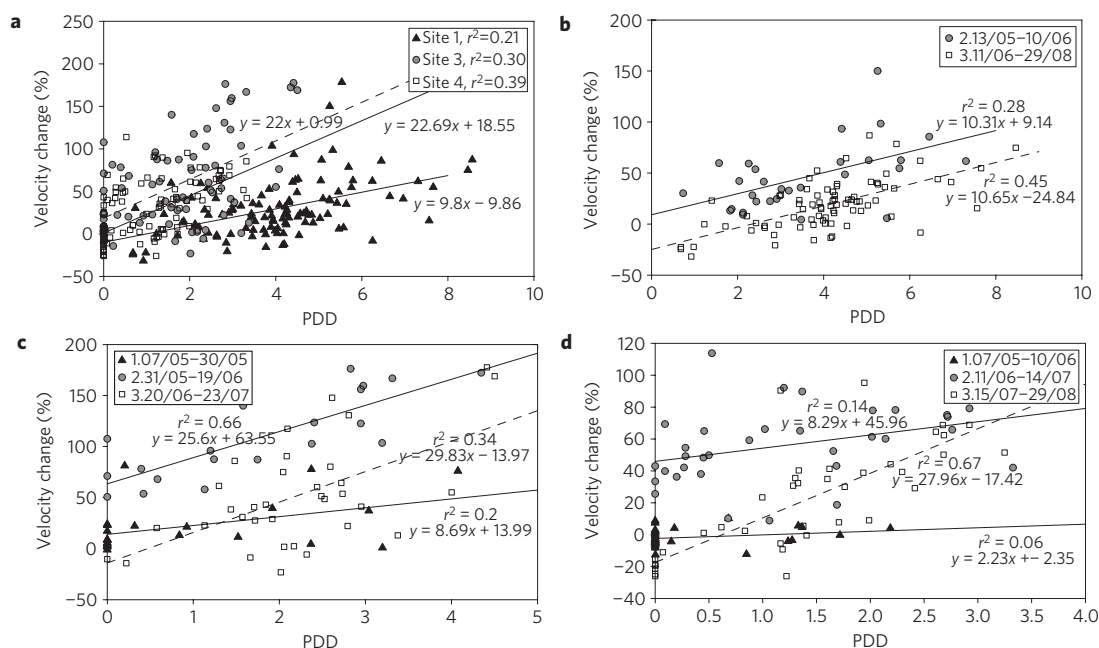 a
Velocity change (%)
250
200
150
100
50
0
−50
Site 1, r²=0.21
Site 3, r²=0.30
Site 4, r²=0.39
y = 22x + 0.99
y = 22.69x + 18.55
y = 9.8x − 9.86
0 2 4 6 8 10
PDD
b
Velocity change (%)
200
150
100
50
0
−50
2.13/05−10/06
3.11/06−29/08
r² = 0.28
y = 10.31x + 9.14
r² = 0.45
y = 10.65x −24.84
0 2 4 6 8 10
PDD
c
Velocity change (%)
200
150
100
50
0
−50
1.07/05−30/05
2.31/05−19/06
3.20/06−23/07
r² = 0.66
y = 25.6x + 63.55
r² = 0.34
y = 29.83x − 13.97
r² = 0.2
y = 8.69x + 13.99
0 1 2 3 4 5
PDD
d
Velocity change (%)
120
100
80
60
40
20
0
−20
−40
1.07/05−10/06
2.11/06−14/07
3.15/07−29/08
r² = 0.14
y = 8.29x + 45.96
r² = 0.67
y = 27.96x − 17.42
r² = 0.06
y = 2.23x +− 2.35
0 0.5 1.0 1.5 2.0 2.5 3.0 3.5 4.0
PDD